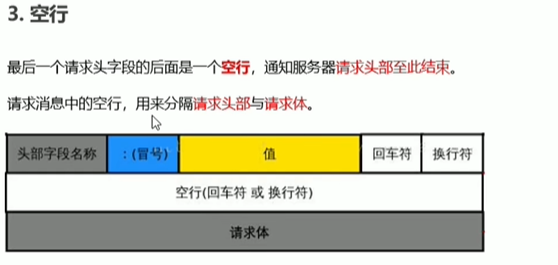 3. 空行
最后一个请求头字段的后面是一个空行，通知服务器请求头部至此结束。
请求消息中的空行，用来分隔请求头部与请求体。
头部字段名称 ：(冒号) 值 回车符 换行符
空行(回车符 或 换行符)
请求体